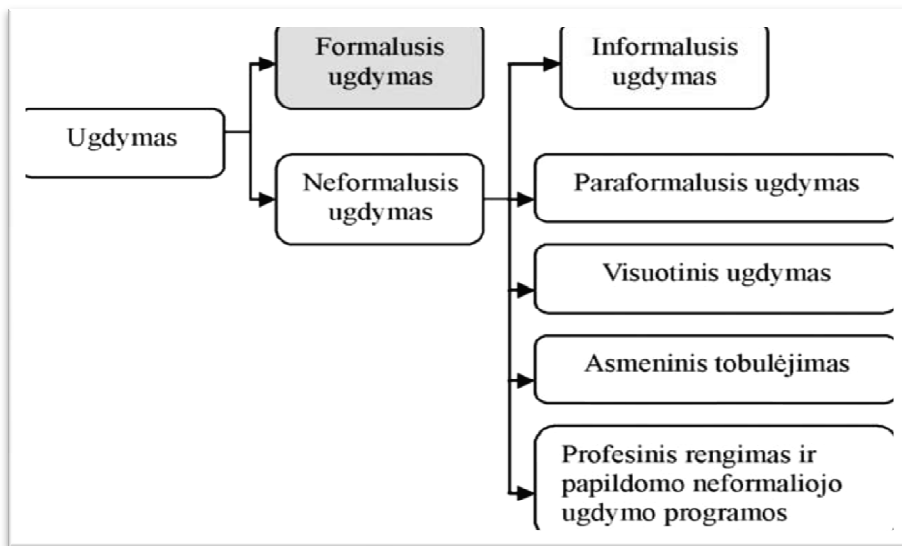 Ugdymas
Formalusis
ugdymas
Neformalusis
ugdymas
Informalusis
ugdymas
Paraformalusis ugdymas
Visuotinis ugdymas
Asmeninis tobulėjimas
Profesinis rengimas ir
papildomo neformaliojo
ugdymo programos